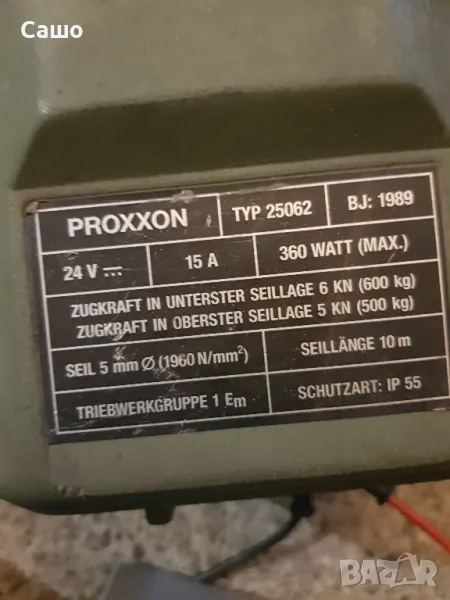 Сашо
PROXXON TYP 25062 BJ: 1989
24 V 15 A 360 WATT (MAX.)
ZUGKRAFT IN UNTERSTER SEILLAGE 6 KN (600 kg)
ZUGKRAFT IN OBERSTER SEILLAGE 5 KN (500 kg)
SEIL 5 mm Ø (1960 N/mm²) SEILLÄNGE 10 m
TRIEBWERKGRUPPE 1 Em SCHUTZART: IP 55
BAZAR